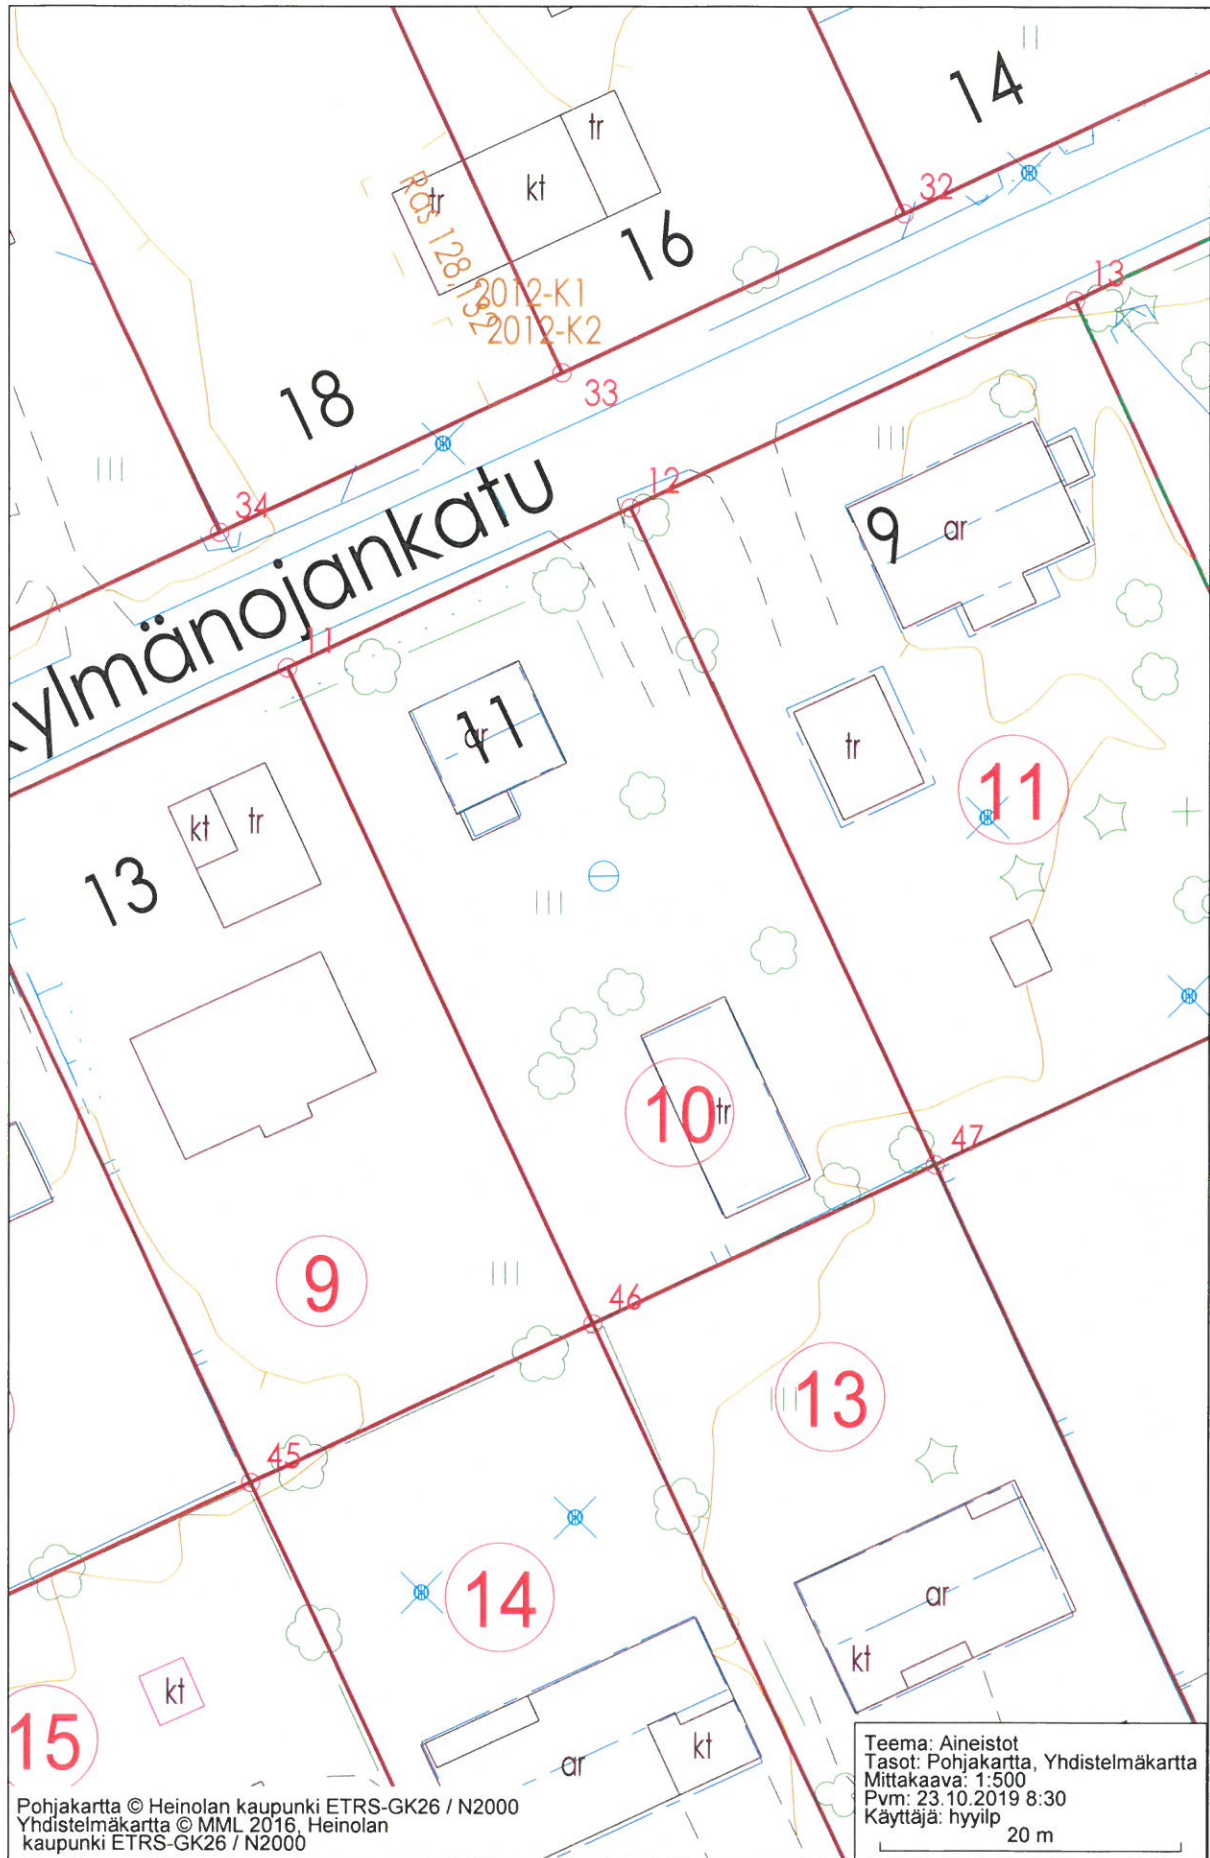 14
tr
kt
tr
32
16
Räs 128, 132
13
2012-K1
2012-K2
18
33
34
12
9
ar
Kylmänojankatu
11
11
ar
tr
11
kt
tr
13
10
tr
47
9
46
13
45
14
ar
kt
kt
15
kt
ar
Teema: Aineistot
Tasot: Pohjakartta, Yhdistelmäkartta
Mittakaava: 1:500
Pvm: 23.10.2019 8:30
Käyttäjä: hyyilp
20 m
Pohjakartta © Heinolan kaupunki ETRS-GK26 / N2000
Yhdistelmäkartta © MML 2016, Heinolan
kaupunki ETRS-GK26 / N2000